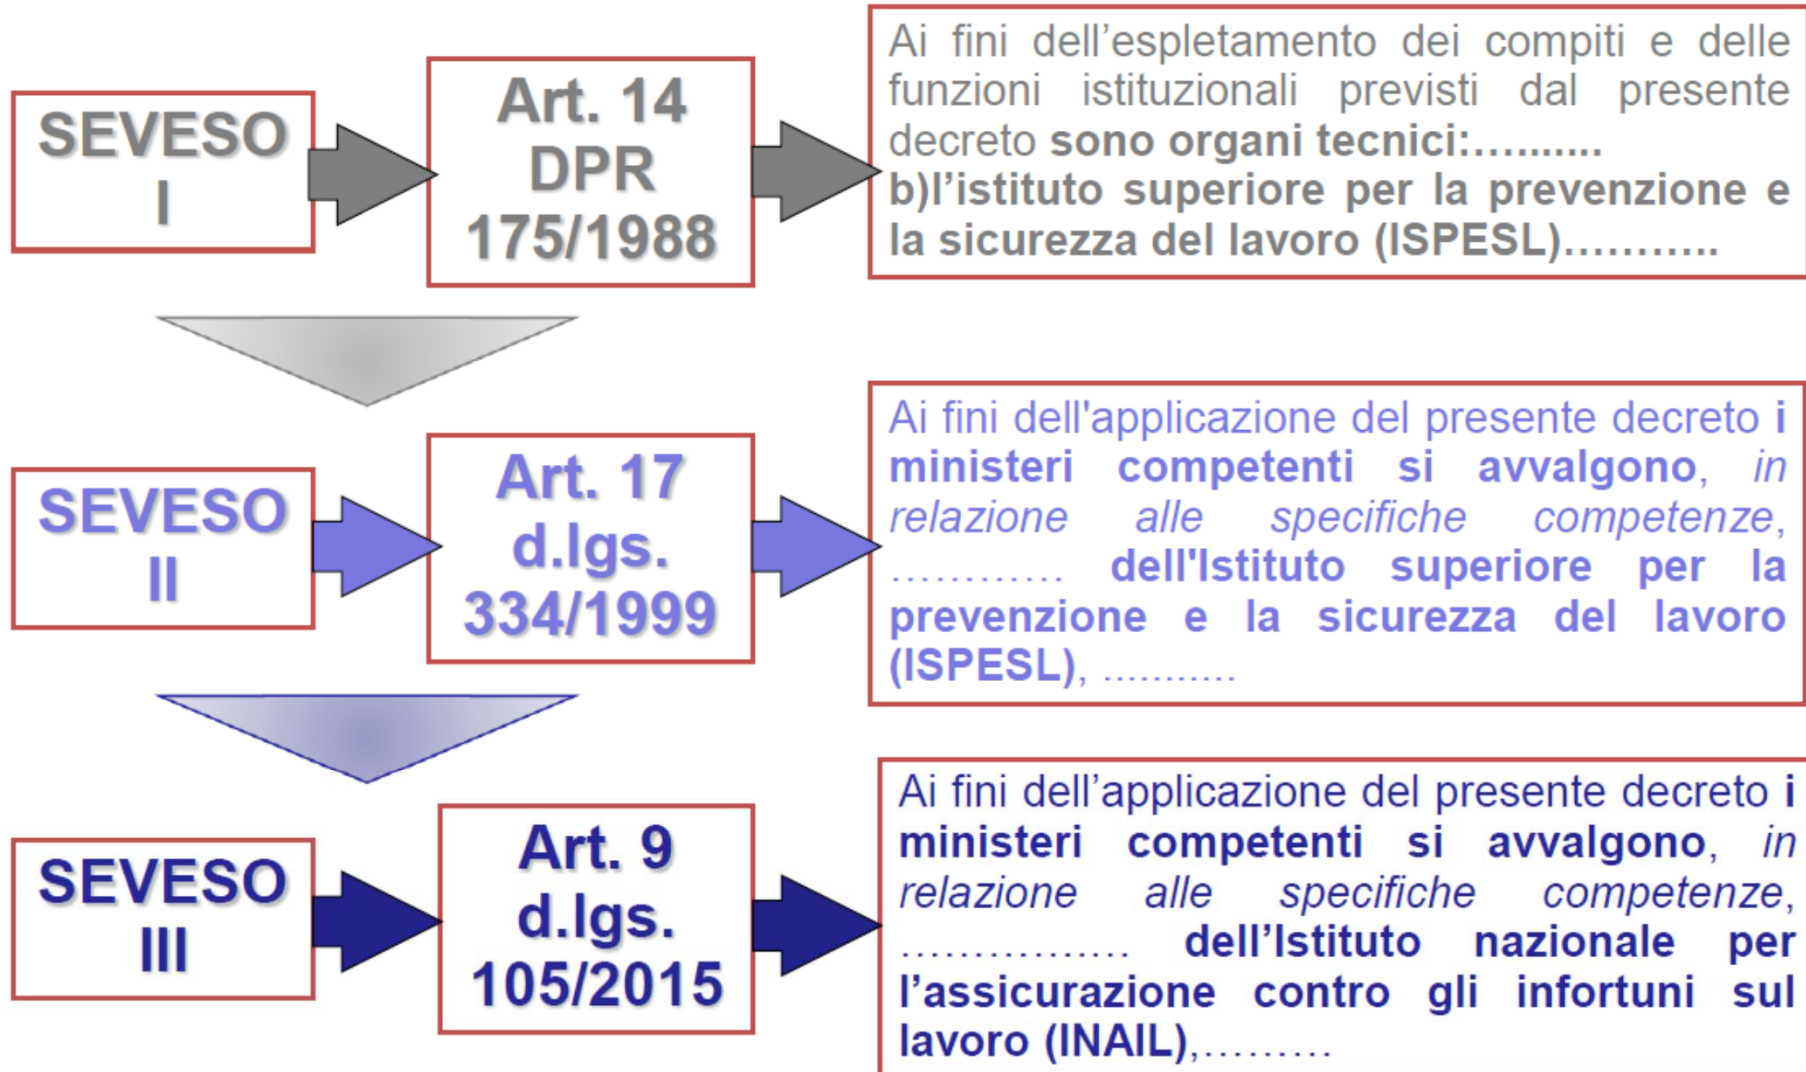 SEVESO
I
Art. 14
DPR
175/1988
Ai fini dell’espletamento dei compiti e delle
funzioni istituzionali previsti dal presente
decreto sono organi tecnici:….......
b)l’istituto superiore per la prevenzione e
la sicurezza del lavoro (ISPESL)………..
SEVESO
II
Art. 17
d.lgs.
334/1999
Ai fini dell'applicazione del presente decreto i
ministeri competenti si avvalgono, in
relazione alle specifiche competenze,
………… dell'Istituto superiore per la
prevenzione e la sicurezza del lavoro
(ISPESL), ...........
SEVESO
III
Art. 9
d.lgs.
105/2015
Ai fini dell’applicazione del presente decreto i
ministeri competenti si avvalgono, in
relazione alle specifiche competenze,
………….… dell’Istituto nazionale per
l’assicurazione contro gli infortuni sul
lavoro (INAIL),………